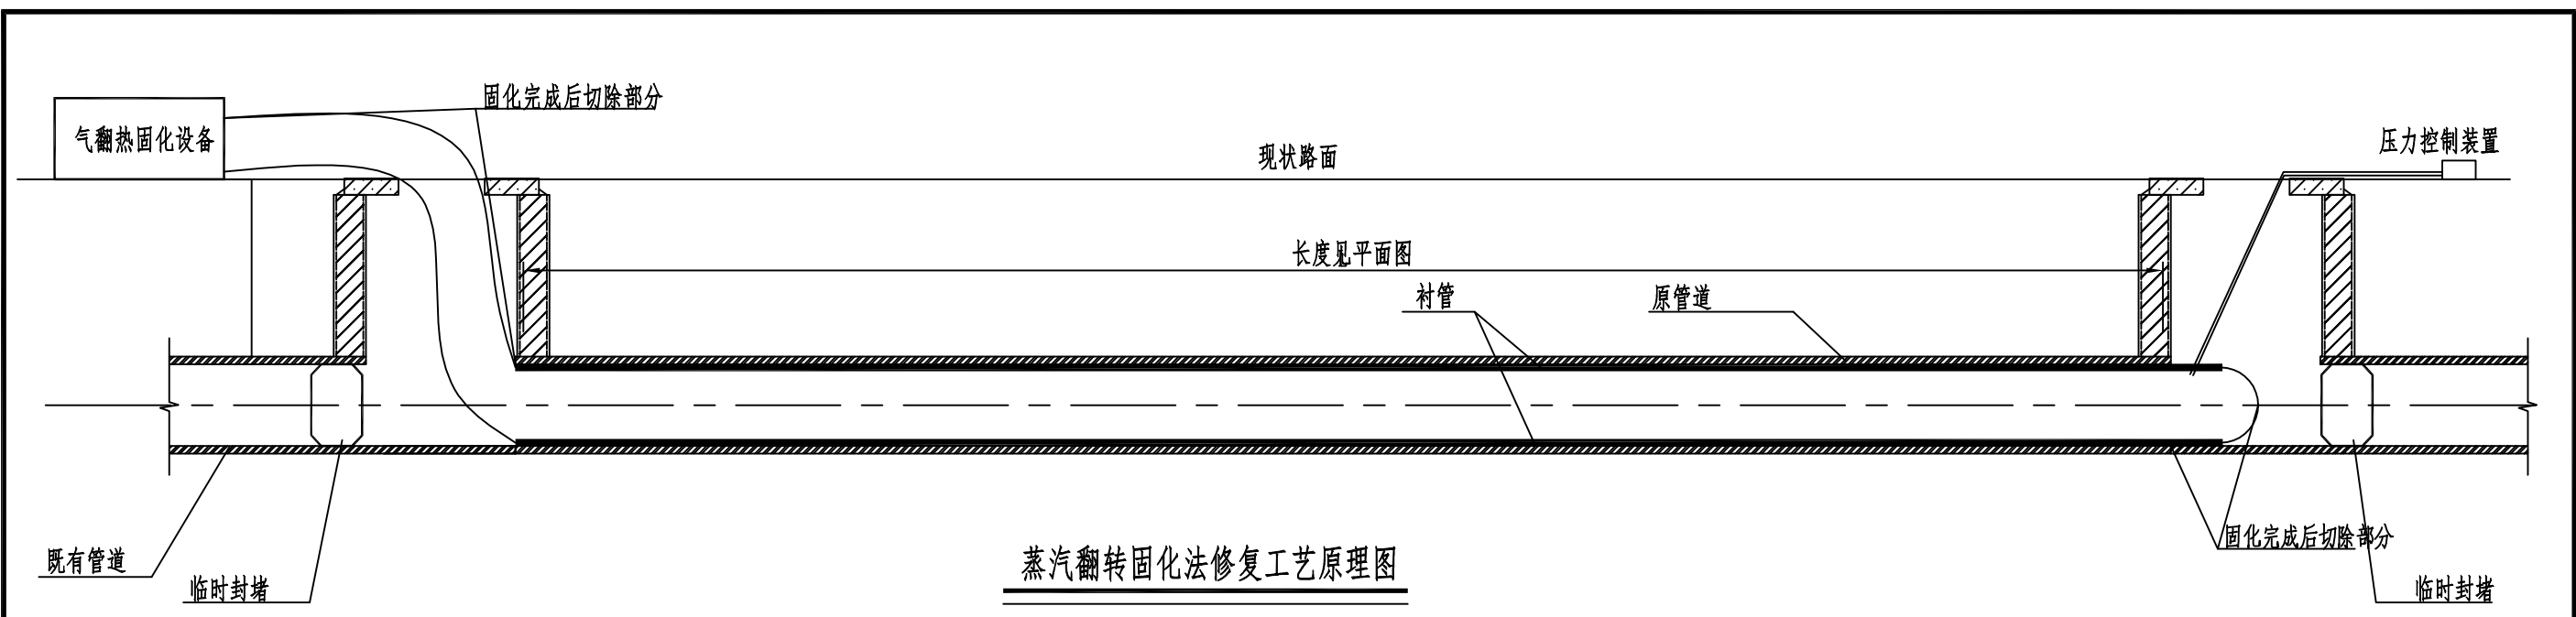 固化完成后切除部分
气翻热固化设备
现状路面
压力控制装置
长度见平面图
衬管
原管道
既有管道
临时封堵
蒸汽翻转固化法修复工艺原理图
固化完成后切除部分
临时封堵